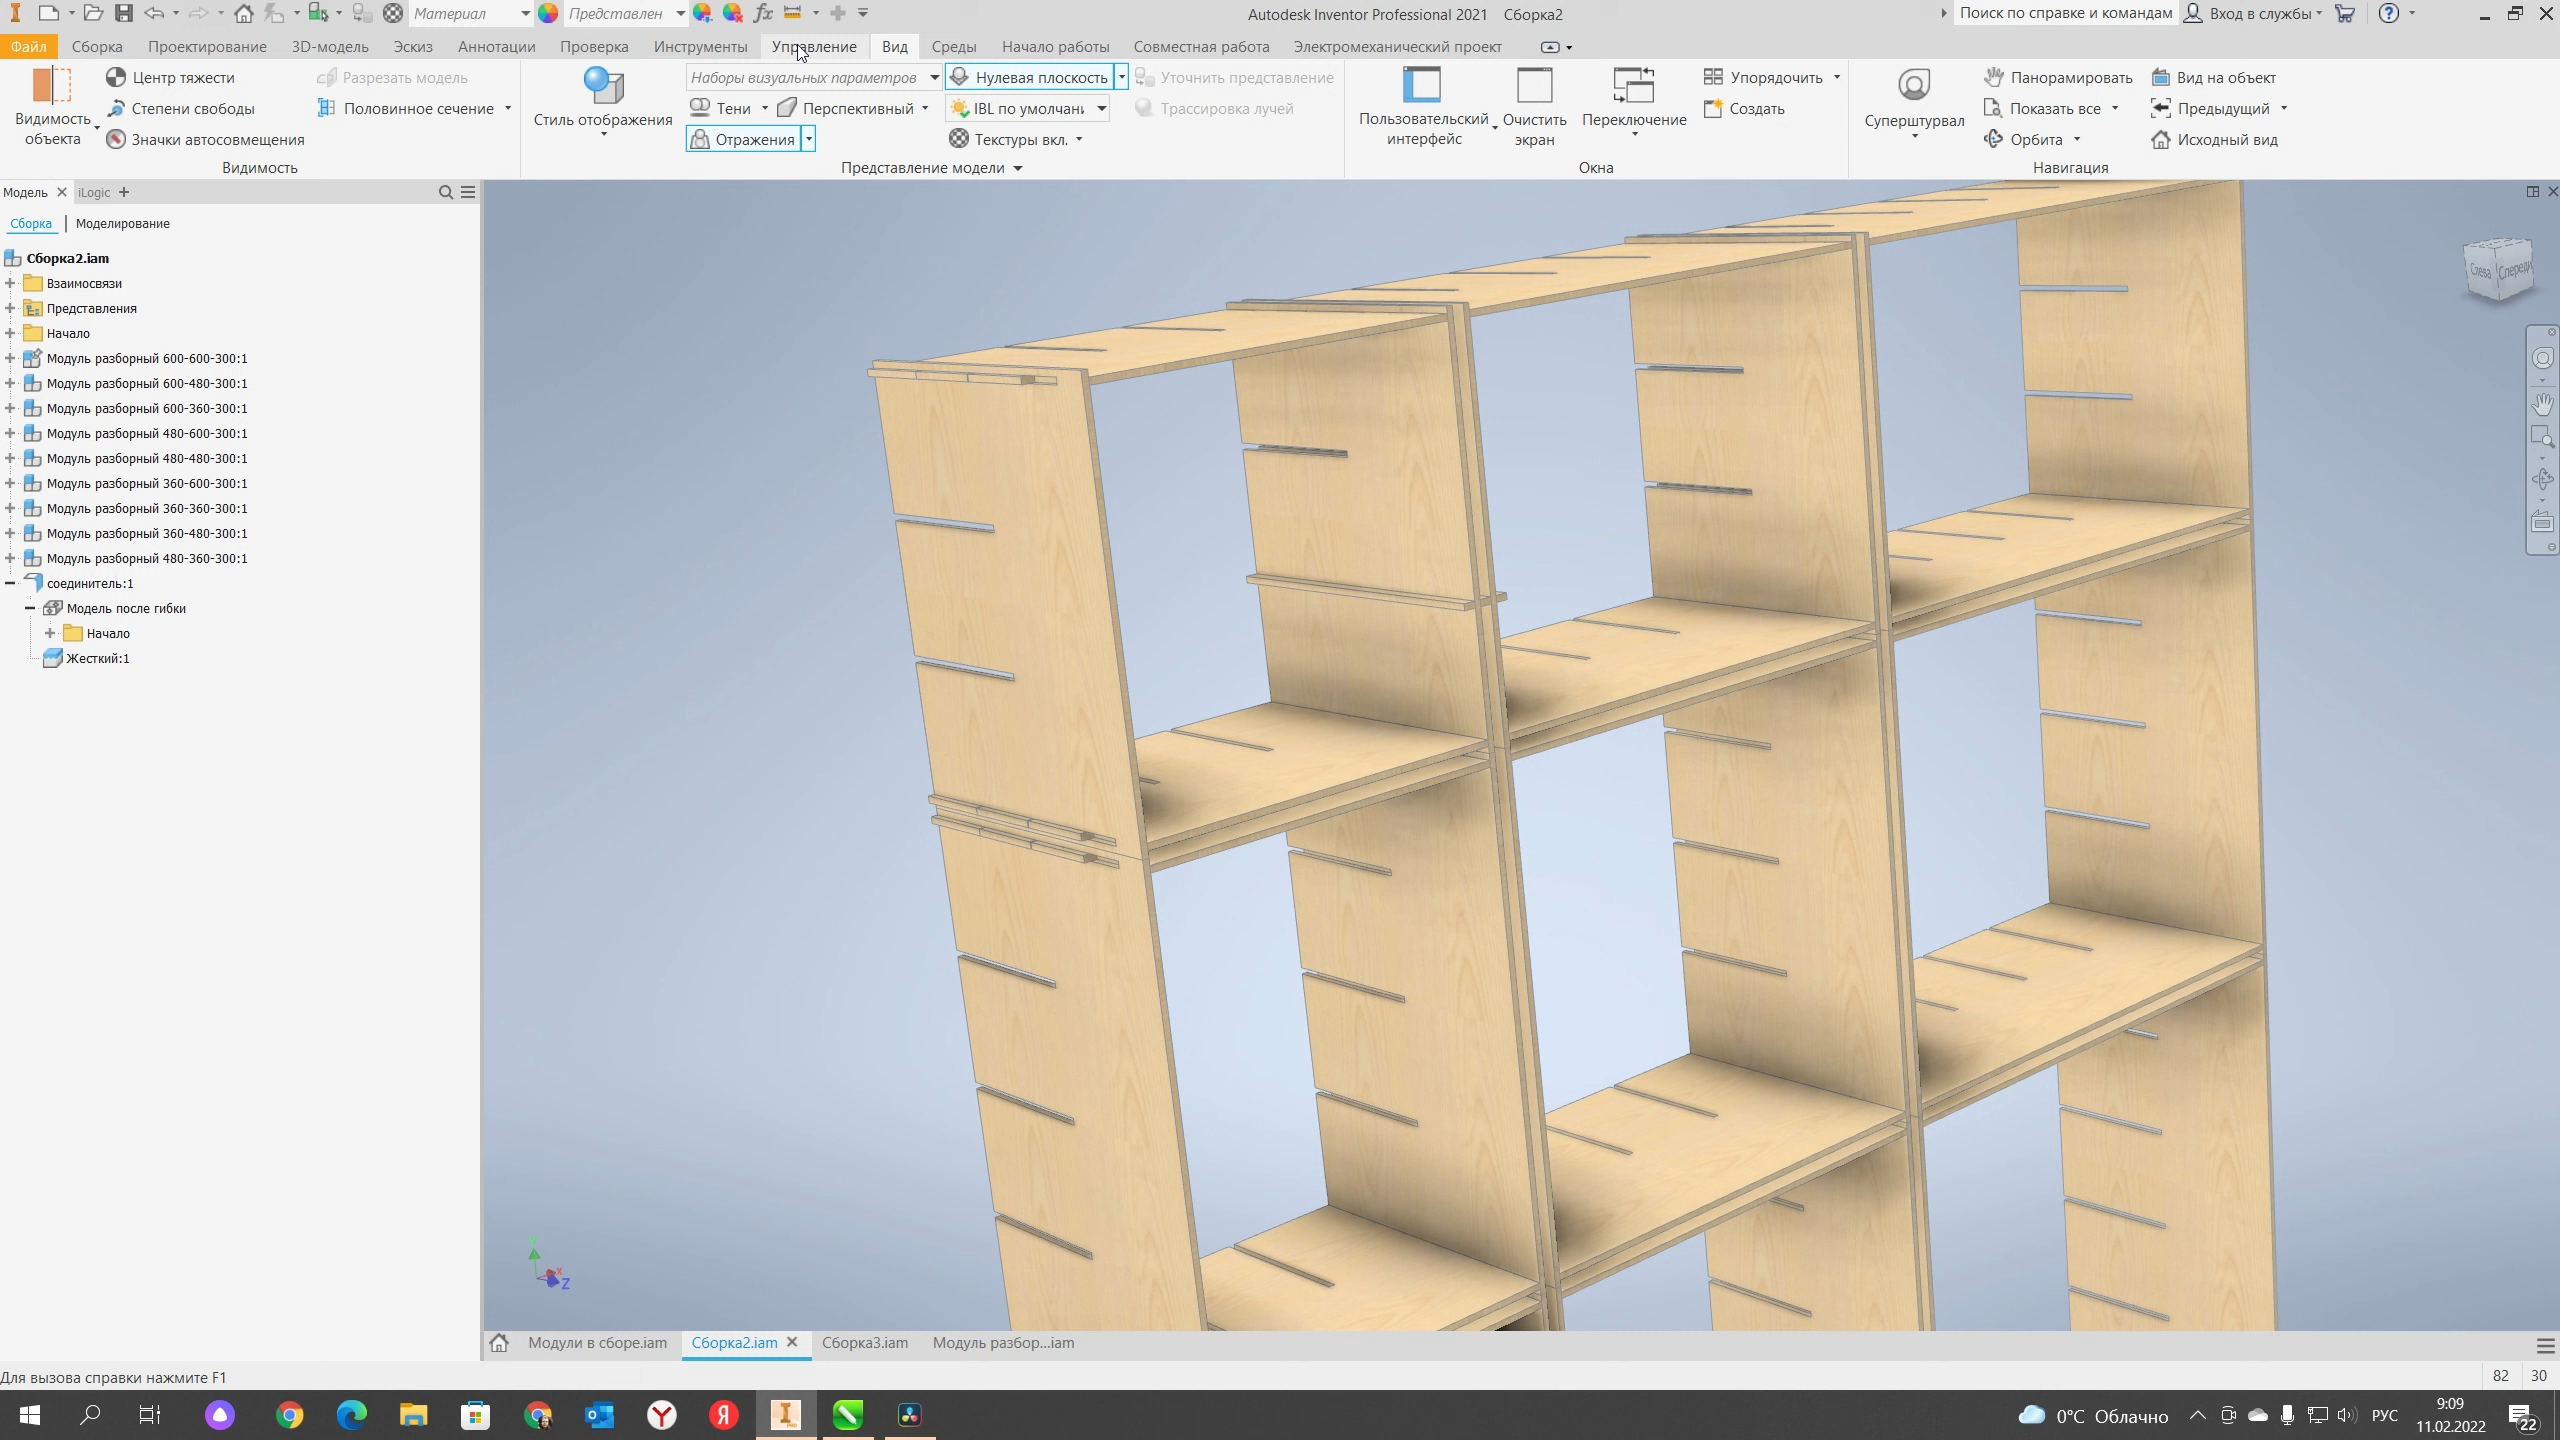 Материал
Представлен
Autodesk Inventor Professional 2021 Сборка2
Поиск по справке и командам
Вход в службы
Файл
Сборка
Проектирование
3D-модель
Эскиз
Аннотации
Проверка
Инструменты
Управление
Вид
Среды
Начало работы
Совместная работа
Электромеханический проект
Видимость объекта
Центр тяжести
Степени свободы
Значки автосовмещения
Разрезать модель
Половинное сечение
Видимость
Стиль отображения
Наборы визуальных параметров
Тени
Перспективный
Отражения
Нулевая плоскость
IBL по умолчани
Текстуры вкл.
Уточнить представление
Трассировка лучей
Представление модели
Пользовательский интерфейс
Очистить экран
Переключение
Упорядочить
Создать
Окна
Суперштурвал
Панорамировать
Показать все
Орбита
Вид на объект
Предыдущий
Исходный вид
Навигация
Модель
iLogic
Сборка
Моделирование
Сборка2.iam
Взаимосвязи
Представления
Начало
Модуль разборный 600-600-300:1
Модуль разборный 600-480-300:1
Модуль разборный 600-360-300:1
Модуль разборный 480-600-300:1
Модуль разборный 480-480-300:1
Модуль разборный 360-600-300:1
Модуль разборный 360-360-300:1
Модуль разборный 360-480-300:1
Модуль разборный 480-360-300:1
соединитель:1
Модель после гибки
Начало
Жесткий:1
Слева
Спереди
Y
X
Z
Модули в сборе.iam
Сборка2.iam
Сборка3.iam
Модуль разбор...iam
Для вызова справки нажмите F1
82
30
0°C Облачно
РУС
9:09
11.02.2022
22